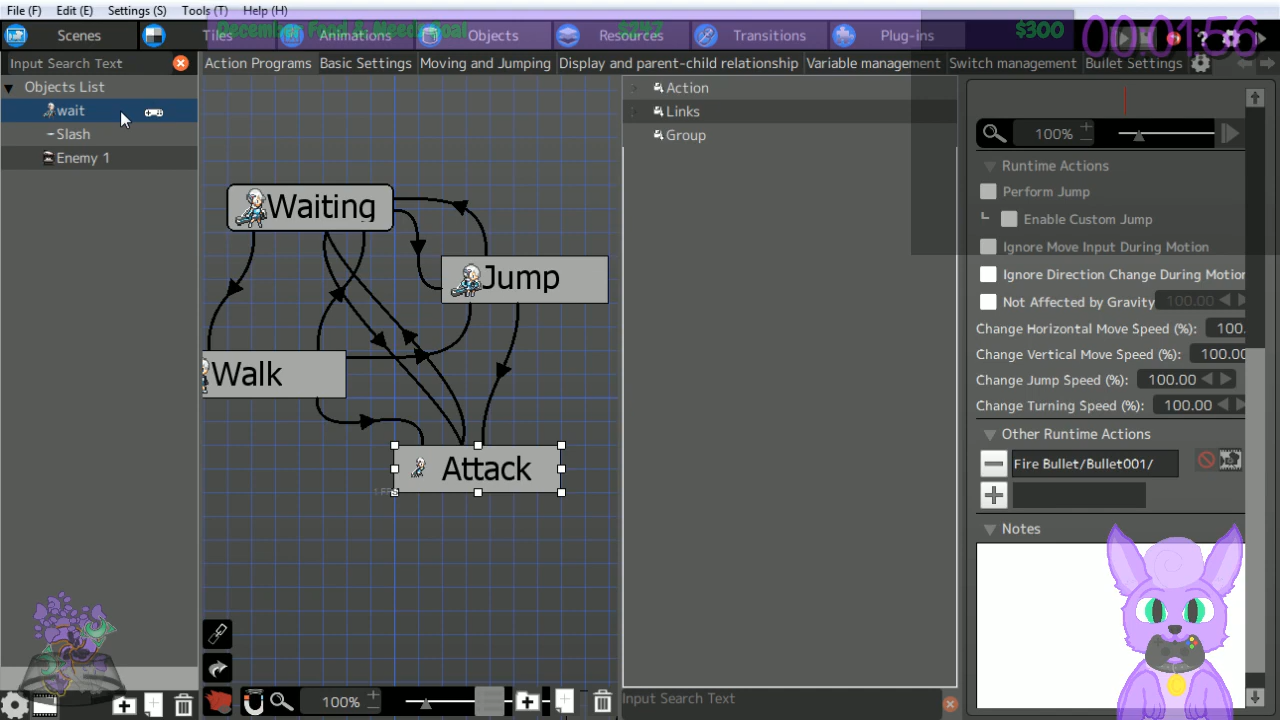 File (F) Edit (E) Settings (S) Tools (T) Help (H)
December Food & Needs Goal $300
Scenes Tiles Animations Objects Resources Transitions Plug-ins
Input Search Text
Action Programs Basic Settings Moving and Jumping Display and parent-child relationship Variable management Switch management Bullet Settings
Objects List
wait
Slash
Enemy 1
Waiting
Jump
Walk
Attack
Action
Links
Group
100%
Runtime Actions
Perform Jump
Enable Custom Jump
Ignore Move Input During Motion
Ignore Direction Change During Motion
Not Affected by Gravity 100.00
Change Horizontal Move Speed (%): 100.
Change Vertical Move Speed (%): 100.00
Change Jump Speed (%): 100.00
Change Turning Speed (%): 100.00
Other Runtime Actions
Fire Bullet/Bullet001/
Notes
100%
Input Search Text